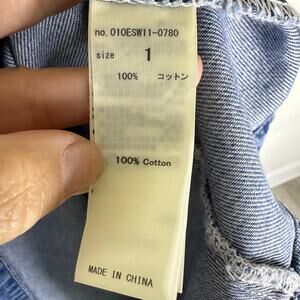 no. 010ESW11-0780
size 1
100% コットン
100% Cotton
MADE IN CHINA